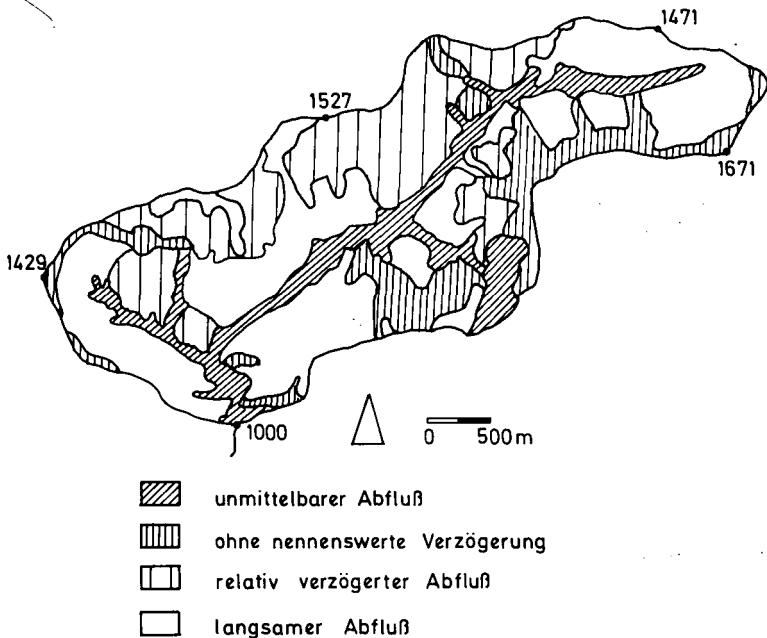 1471
1527
1671
1429
1000
0 500m
unmittelbarer Abfluß
ohne nennenswerte Verzögerung
relativ verzögerter Abfluß
langsamer Abfluß